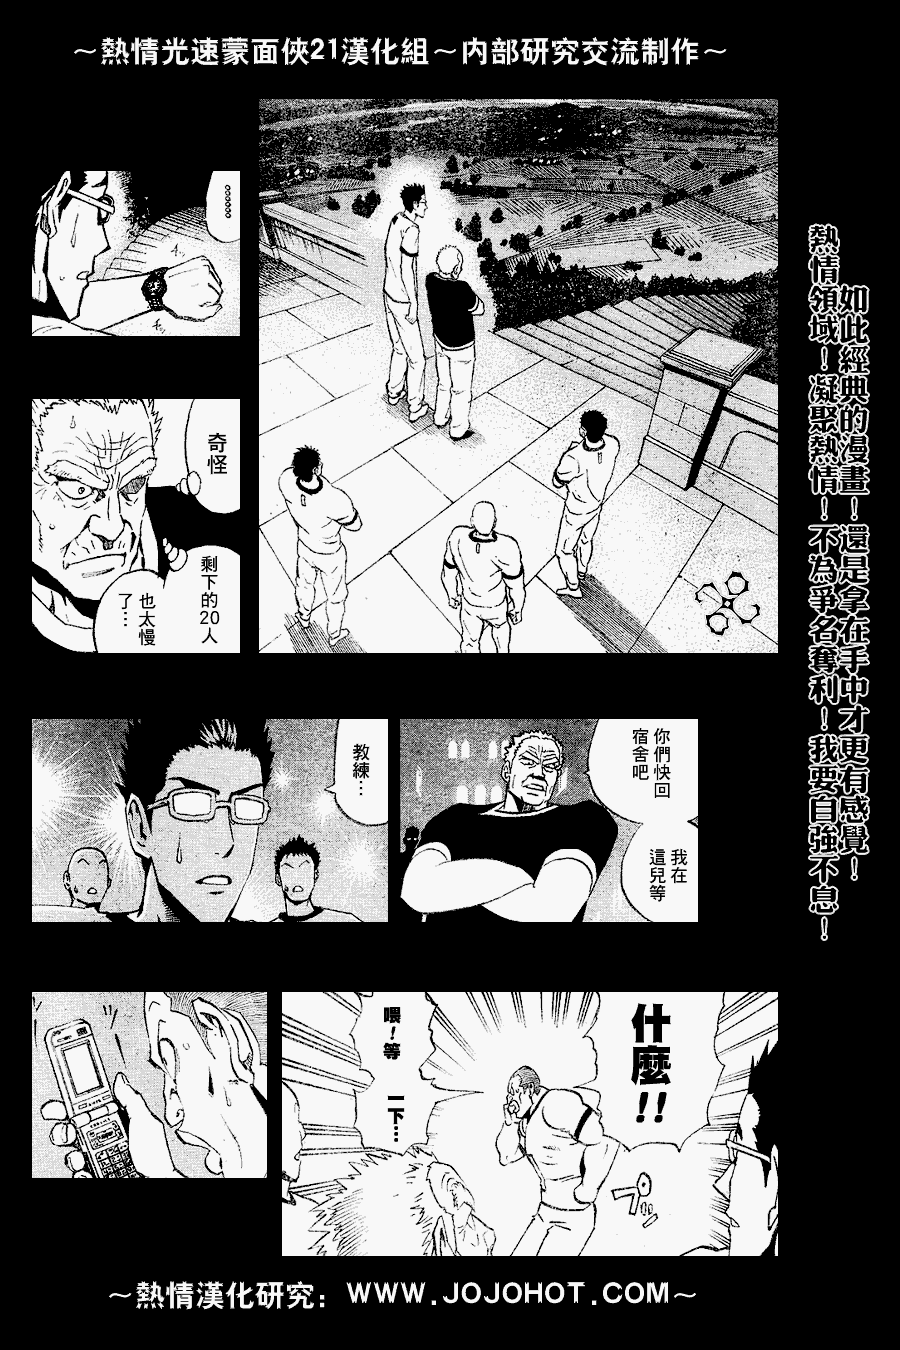 ～熱情光速蒙面俠21漢化組～内部研究交流制作～
。。。。。。
奇怪
剩下的20人
也太慢
了…
你們快回
宿舍吧
我在
這兒等
教練…
什麼!!
喂!等
一下…
プッ
如此經典的漫畫！還是拿在手中才更有感覺！
熱情領域！凝聚熱情！不為爭名奪利！我要自強不息！
～熱情漢化研究：WWW.JOJOHOT.COM～